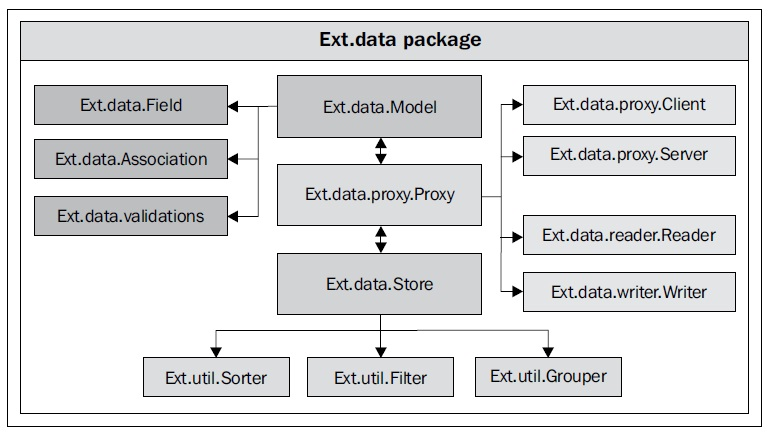 Ext.data package
Ext.data.Field
Ext.data.Model
Ext.data.proxy.Client
Ext.data.Association
Ext.data.proxy.Server
Ext.data.proxy.Proxy
Ext.data.validations
Ext.data.reader.Reader
Ext.data.Store
Ext.data.writer.Writer
Ext.util.Sorter
Ext.util.Filter
Ext.util.Grouper